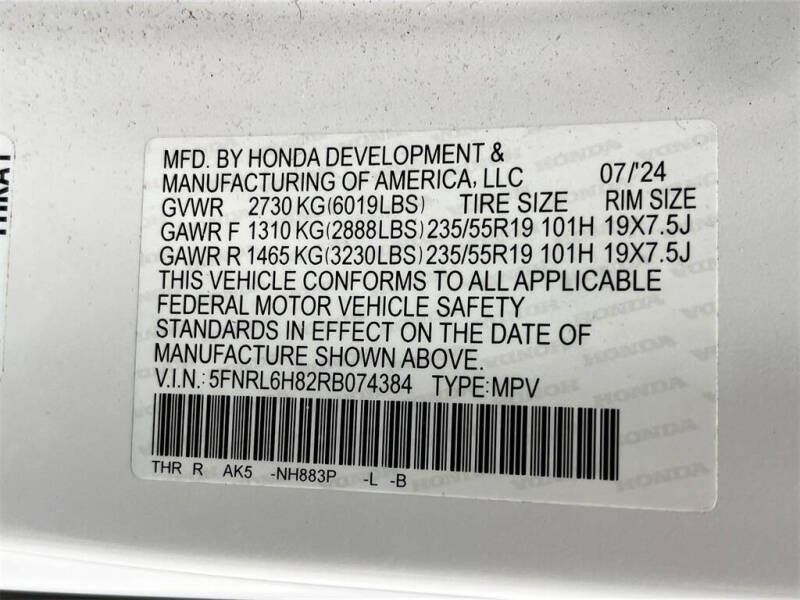 MFD. BY HONDA DEVELOPMENT &
MANUFACTURING OF AMERICA, LLC 07/'24
GVWR 2730 KG(6019LBS) TIRE SIZE RIM SIZE
GAWR F 1310 KG(2888LBS) 235/55R19 101H 19X7.5J
GAWR R 1465 KG(3230LBS) 235/55R19 101H 19X7.5J
THIS VEHICLE CONFORMS TO ALL APPLICABLE
FEDERAL MOTOR VEHICLE SAFETY
STANDARDS IN EFFECT ON THE DATE OF
MANUFACTURE SHOWN ABOVE.
V.I.N.: 5FNRL6H82RB074384 TYPE:MPV
THR R AK5 -NH883P -L -B